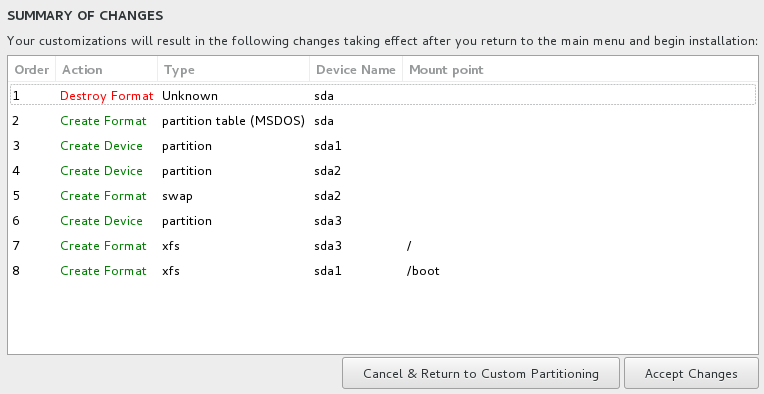 SUMMARY OF CHANGES
Your customizations will result in the following changes taking effect after you return to the main menu and begin installation:
Order Action Type Device Name Mount point
1 Destroy Format Unknown sda
2 Create Format partition table (MSDOS) sda
3 Create Device partition sda1
4 Create Device partition sda2
5 Create Format swap sda2
6 Create Device partition sda3
7 Create Format xfs sda3 /
8 Create Format xfs sda1 /boot
Cancel & Return to Custom Partitioning Accept Changes